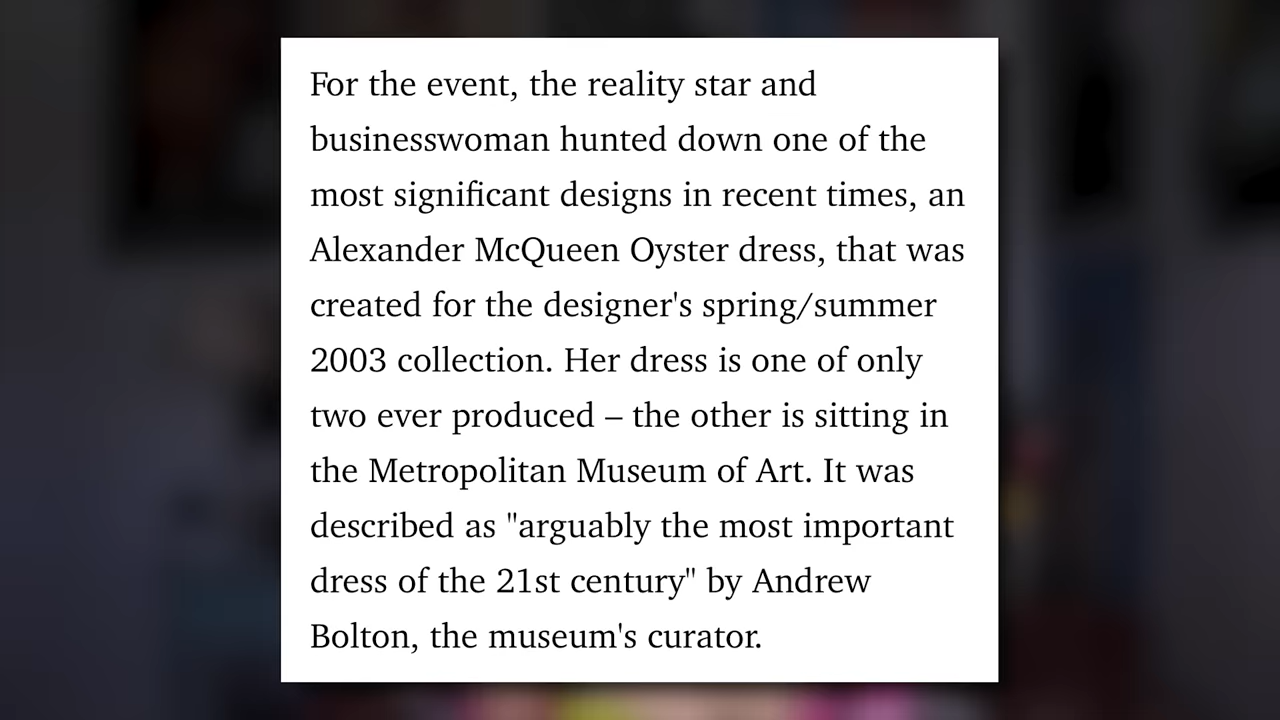 For the event, the reality star and
businesswoman hunted down one of the
most significant designs in recent times, an
Alexander McQueen Oyster dress, that was
created for the designer's spring/summer
2003 collection. Her dress is one of only
two ever produced – the other is sitting in
the Metropolitan Museum of Art. It was
described as "arguably the most important
dress of the 21st century" by Andrew
Bolton, the museum's curator.